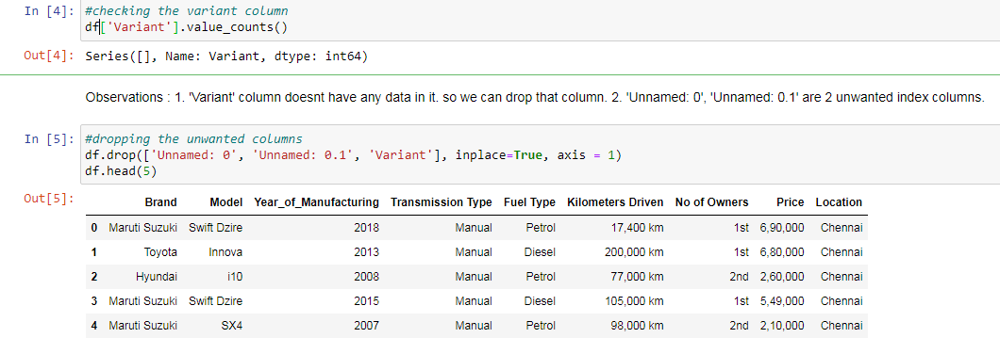 In [4]: #checking the variant column
df['Variant'].value_counts()
Out[4]: Series([], Name: Variant, dtype: int64)
Observations : 1. 'Variant' column doesnt have any data in it. so we can drop that column. 2. 'Unnamed: 0', 'Unnamed: 0.1' are 2 unwanted index columns.
In [5]: #dropping the unwanted columns
df.drop(['Unnamed: 0', 'Unnamed: 0.1', 'Variant'], inplace=True, axis = 1)
df.head(5)
Out[5]:
Brand Model Year_of_Manufacturing Transmission Type Fuel Type Kilometers Driven No of Owners Price Location
0 Maruti Suzuki Swift Dzire 2018 Manual Petrol 17,400 km 1st 6,90,000 Chennai
1 Toyota Innova 2013 Manual Diesel 200,000 km 1st 6,80,000 Chennai
2 Hyundai i10 2008 Manual Petrol 77,000 km 2nd 2,60,000 Chennai
3 Maruti Suzuki Swift Dzire 2015 Manual Diesel 105,000 km 1st 5,49,000 Chennai
4 Maruti Suzuki SX4 2007 Manual Petrol 98,000 km 2nd 2,10,000 Chennai